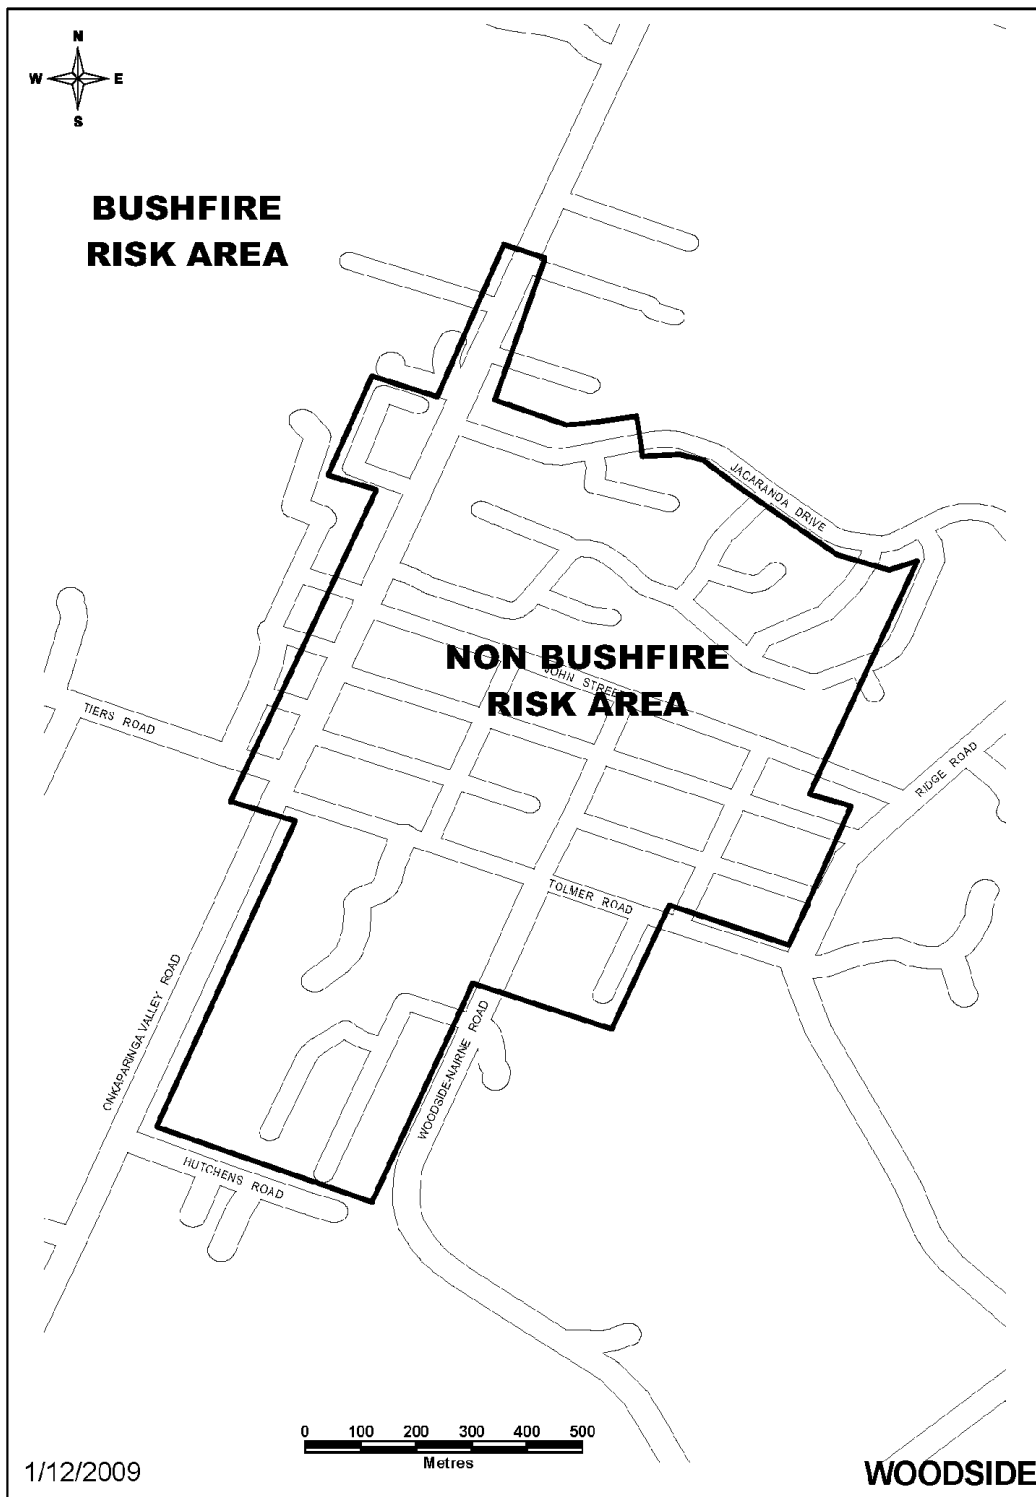 N
W E
S
BUSHFIRE
RISK AREA
JACARANDA DRIVE
NON BUSHFIRE
JOHN STREET
RISK AREA
TIERS ROAD
RIDGE ROAD
TOLMER ROAD
ONKAPARINGA VALLEY ROAD
WOODSIDE-NAIRNE ROAD
HUTCHENS ROAD
0 100 200 300 400 500
Metres
1/12/2009
WOODSIDE